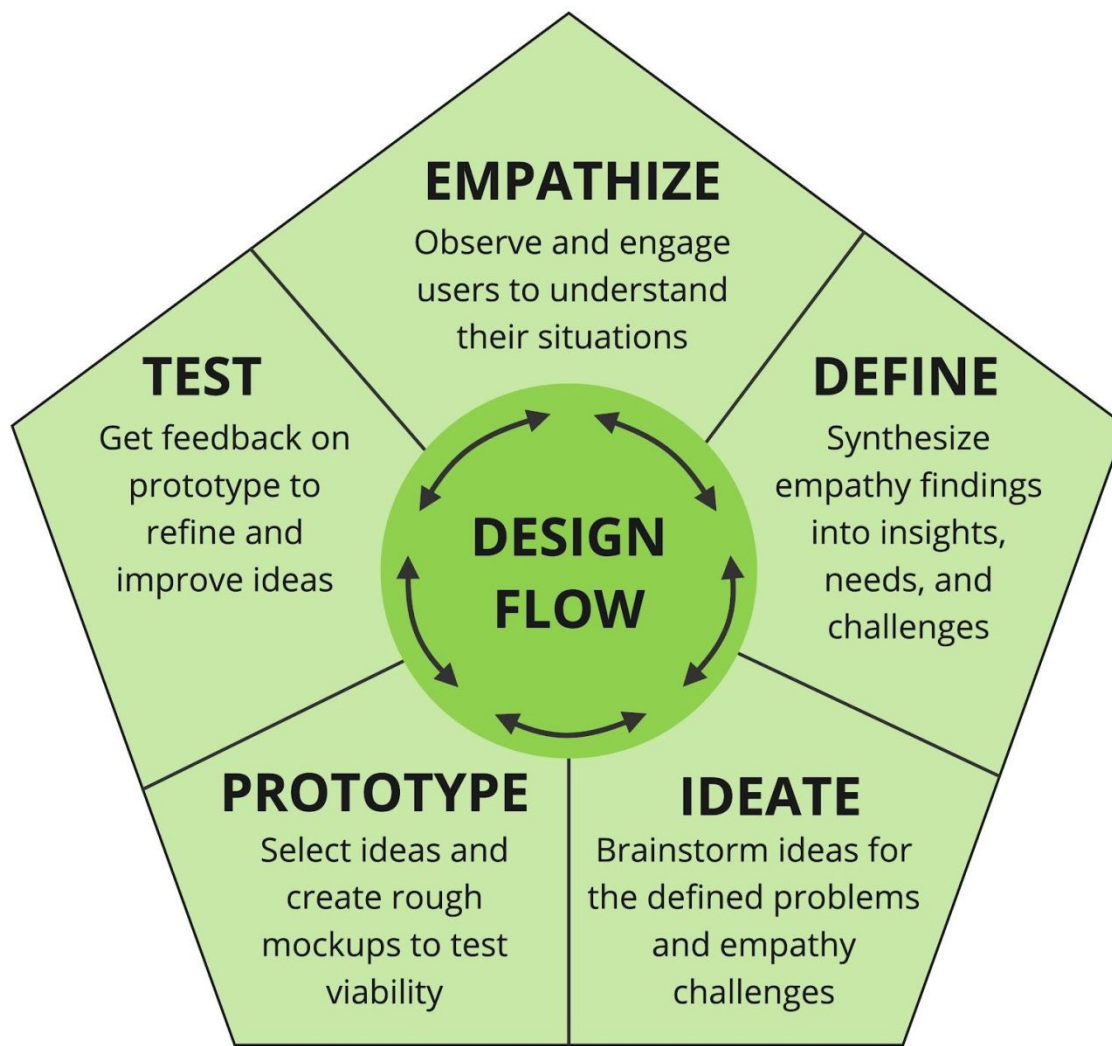 EMPATHIZE
Observe and engage
users to understand
their situations
DEFINE
Synthesize
empathy findings
into insights,
needs, and
challenges
IDEATE
Brainstorm ideas for
the defined problems
and empathy
challenges
PROTOTYPE
Select ideas and
create rough
mockups to test
viability
TEST
Get feedback on
prototype to
refine and
improve ideas
DESIGN
FLOW